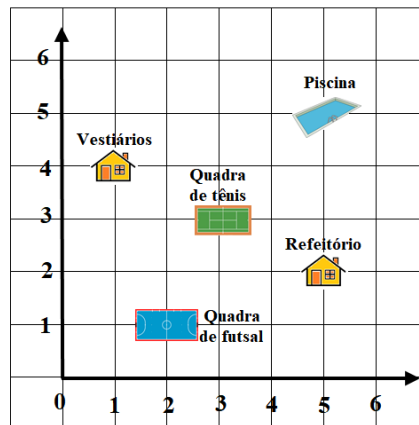 6
Piscina
5
Vestiários
4
Quadra
de tênis
3
Refeitório
2
Quadra
de futsal
1
0 1 2 3 4 5 6